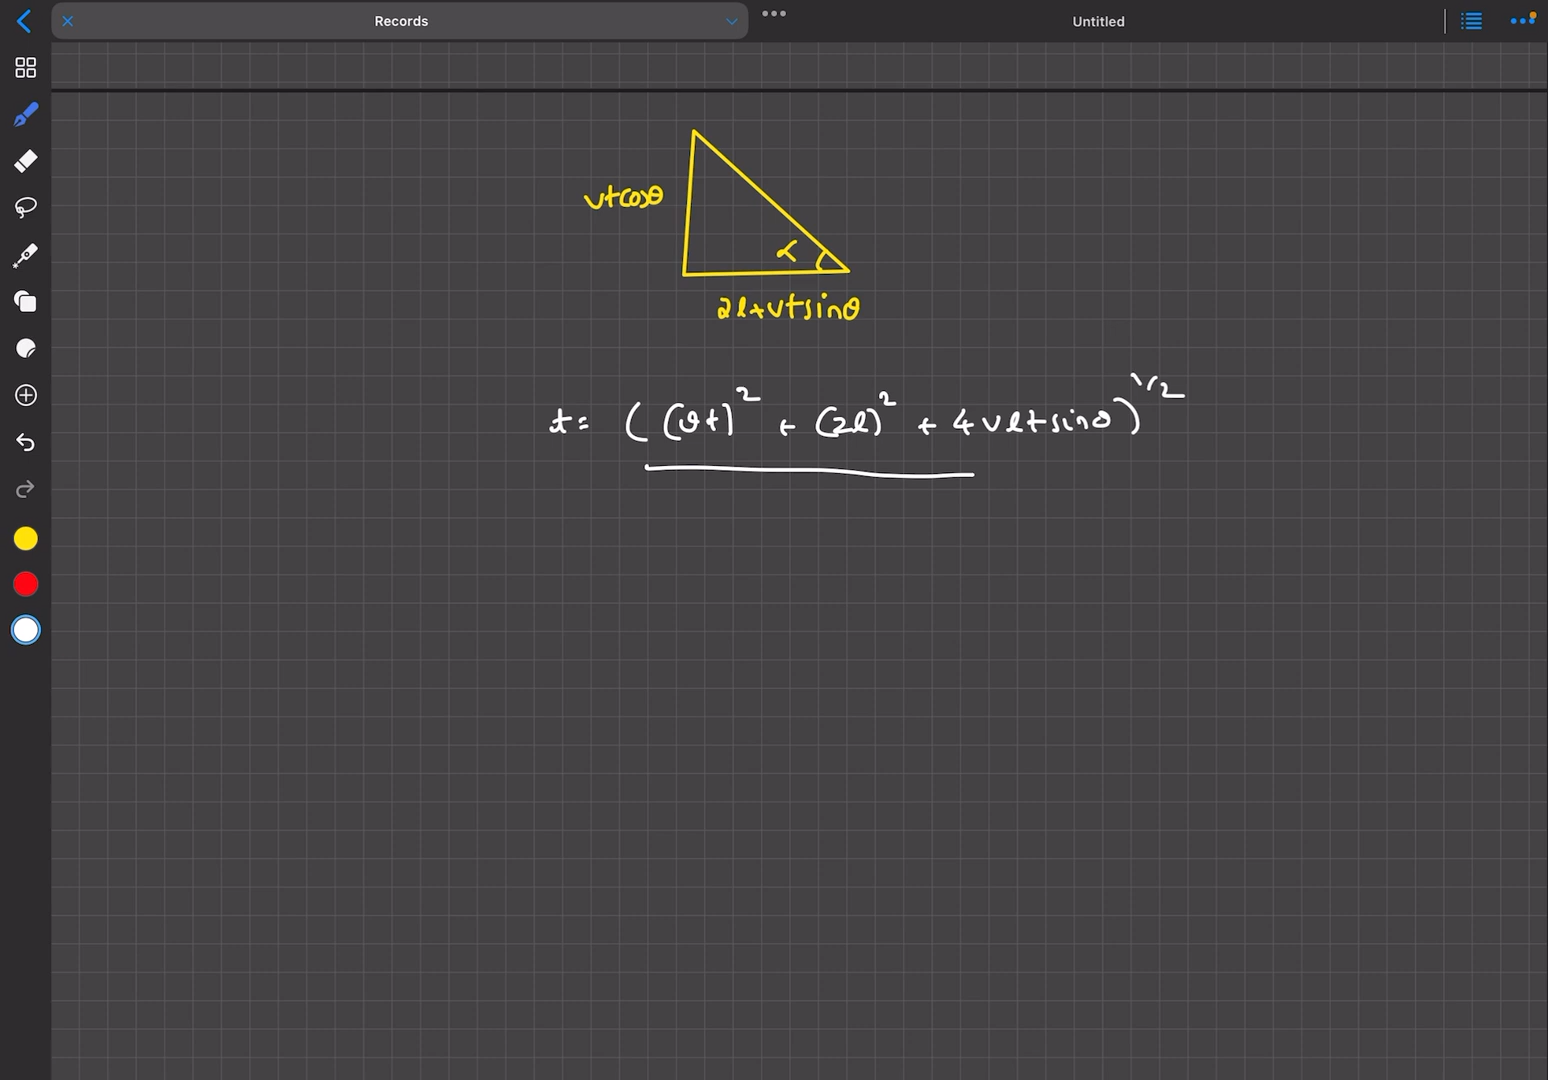 Records
Untitled
vtcosθ
α
2l+vtsinθ
t= ((vt)² + (2l)² + 4vltsinθ)^1/2